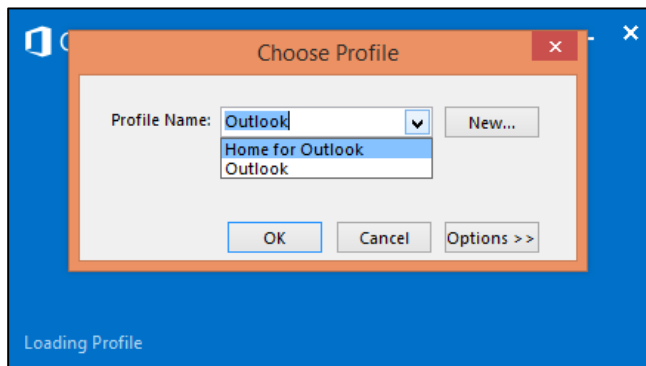 Choose Profile
Profile Name: Outlook New...
Home for Outlook
Outlook
OK Cancel Options >>
Loading Profile